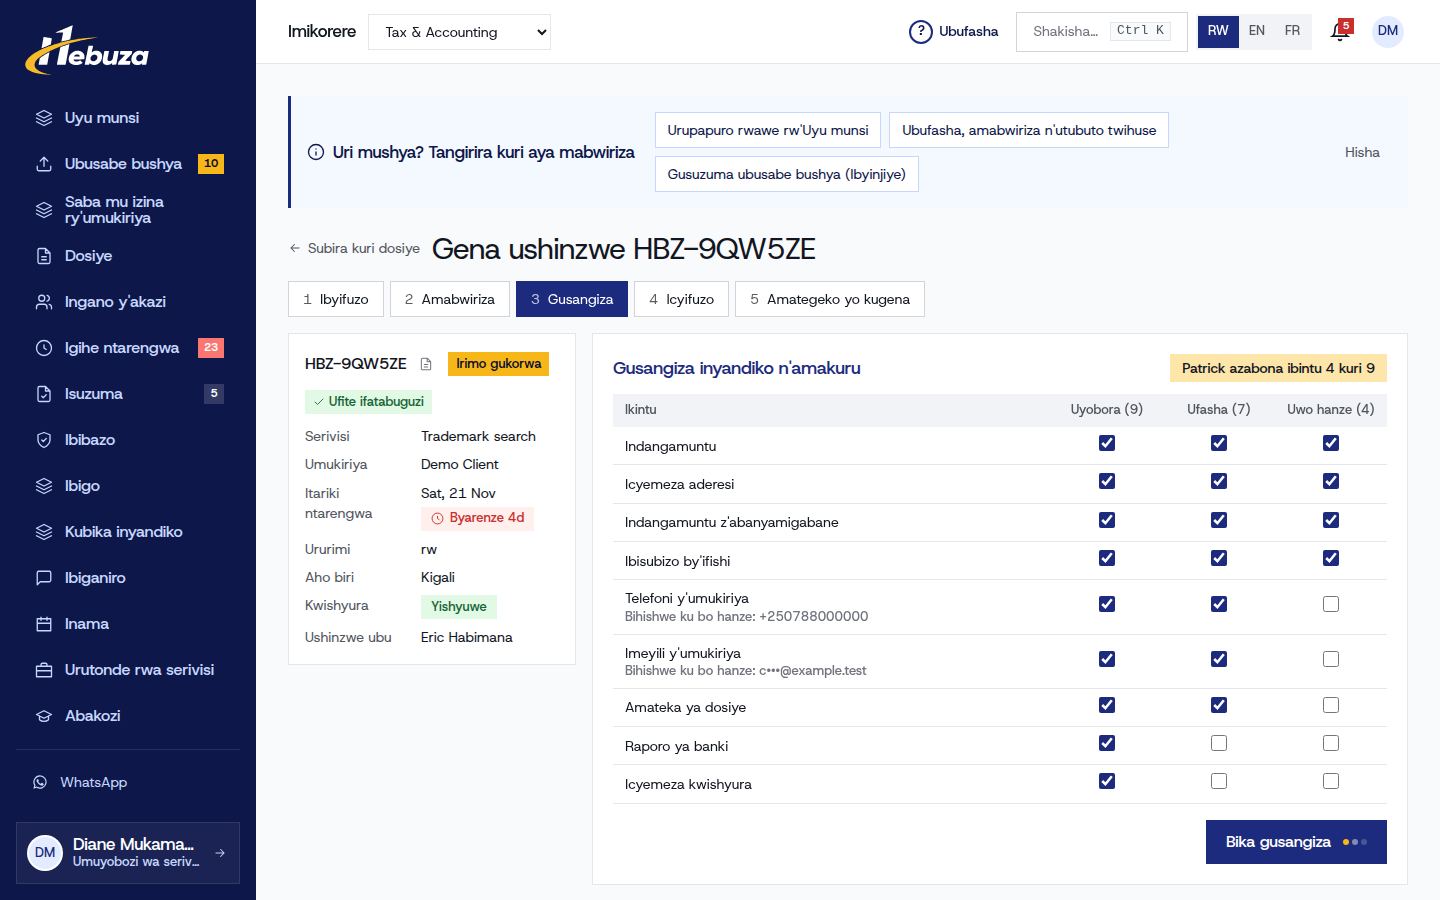 Hebuza
Uyu munsi
Ubusabe bushya 10
Saba mu izina
ry'umukiriya
Dosiye
Ingano y'akazi
Igihe ntarengwa 23
Isuzuma 5
Ibibazo
Ibigo
Kubika inyandiko
Ibiganiro
Inama
Urutonde rwa serivisi
Abakozi
WhatsApp
DM Diane Mukama...
Umuyobozi wa seriv...
Imikorere Tax & Accounting ? Ubufasha Shakisha... Ctrl K RW EN FR 5 DM
Uri mushya? Tangirira kuri aya mabwiriza
Urupapuro rwawe rw'Uyu munsi Ubufasha, amabwiriza n'utubuto twihuse
Gusuzuma ubusabe bushya (Ibyinjiye)
Hisha
← Subira kuri dosiye Gena ushinzwe HBZ-9QW5ZE
1 Ibyifuzo 2 Amabwiriza 3 Gusangiza 4 Icyifuzo 5 Amategeko yo kugena
HBZ-9QW5ZE Irimo gukorwa
Ufite ifatabuguzi
Serivisi Trademark search
Umukiriya Demo Client
Itariki
ntarengwa
Sat, 21 Nov
Byarenze 4d
Ururimi rw
Aho biri Kigali
Kwishyura Yishyuwe
Ushinzwe ubu Eric Habimana
Gusangiza inyandiko n'amakuru Patrick azabona ibintu 4 kuri 9
Ikintu Uyobora (9) Ufasha (7) Uwo hanze (4)
Indangamuntu
Icyemeza aderesi
Indangamuntu z'abanyamigabane
Ibisubizo by'ifishi
Telefoni y'umukiriya
Bihishwe ku bo hanze: +250788000000
Imeyili y'umukiriya
Bihishwe ku bo hanze: c•••@example.test
Amateka ya dosiye
Raporo ya banki
Icyemeza kwishyura
Bika gusangiza